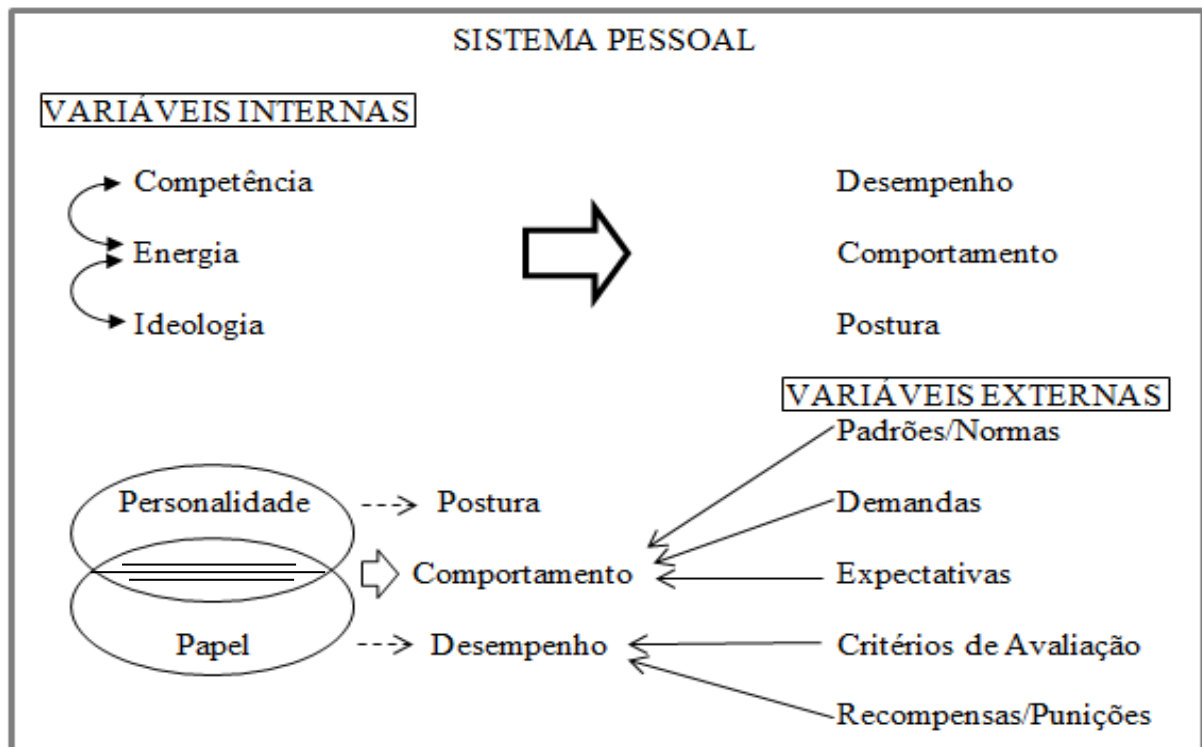 SISTEMA PESSOAL
VARIÁVEIS INTERNAS
Competência
Desempenho
Energia
Comportamento
Ideologia
Postura
VARIÁVEIS EXTERNAS
Padrões/Normas
Personalidade
Postura
Demandas
Comportamento
Expectativas
Papel
Desempenho
Critérios de Avaliação
Recompensas/Punições